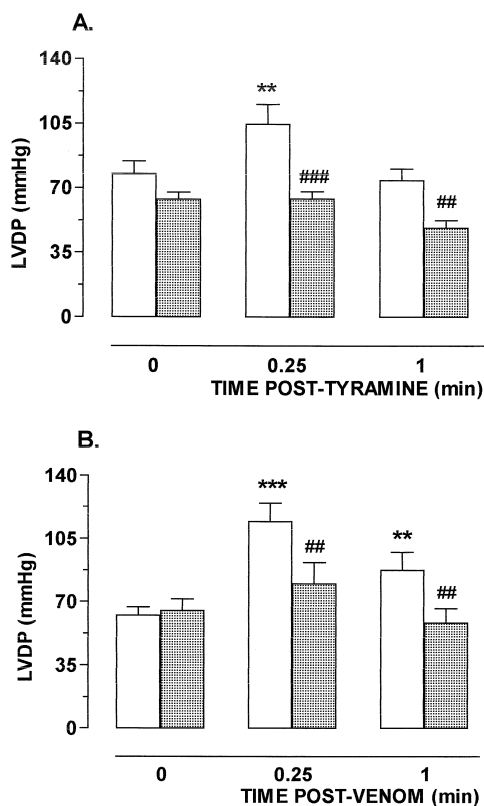 A.
140
**
105
###
LVDP (mmHg)
70
##
35
0
0 0.25 1
TIME POST-TYRAMINE (min)
B.
140
***
105
**
##
LVDP (mmHg)
70
##
35
0
0 0.25 1
TIME POST-VENOM (min)